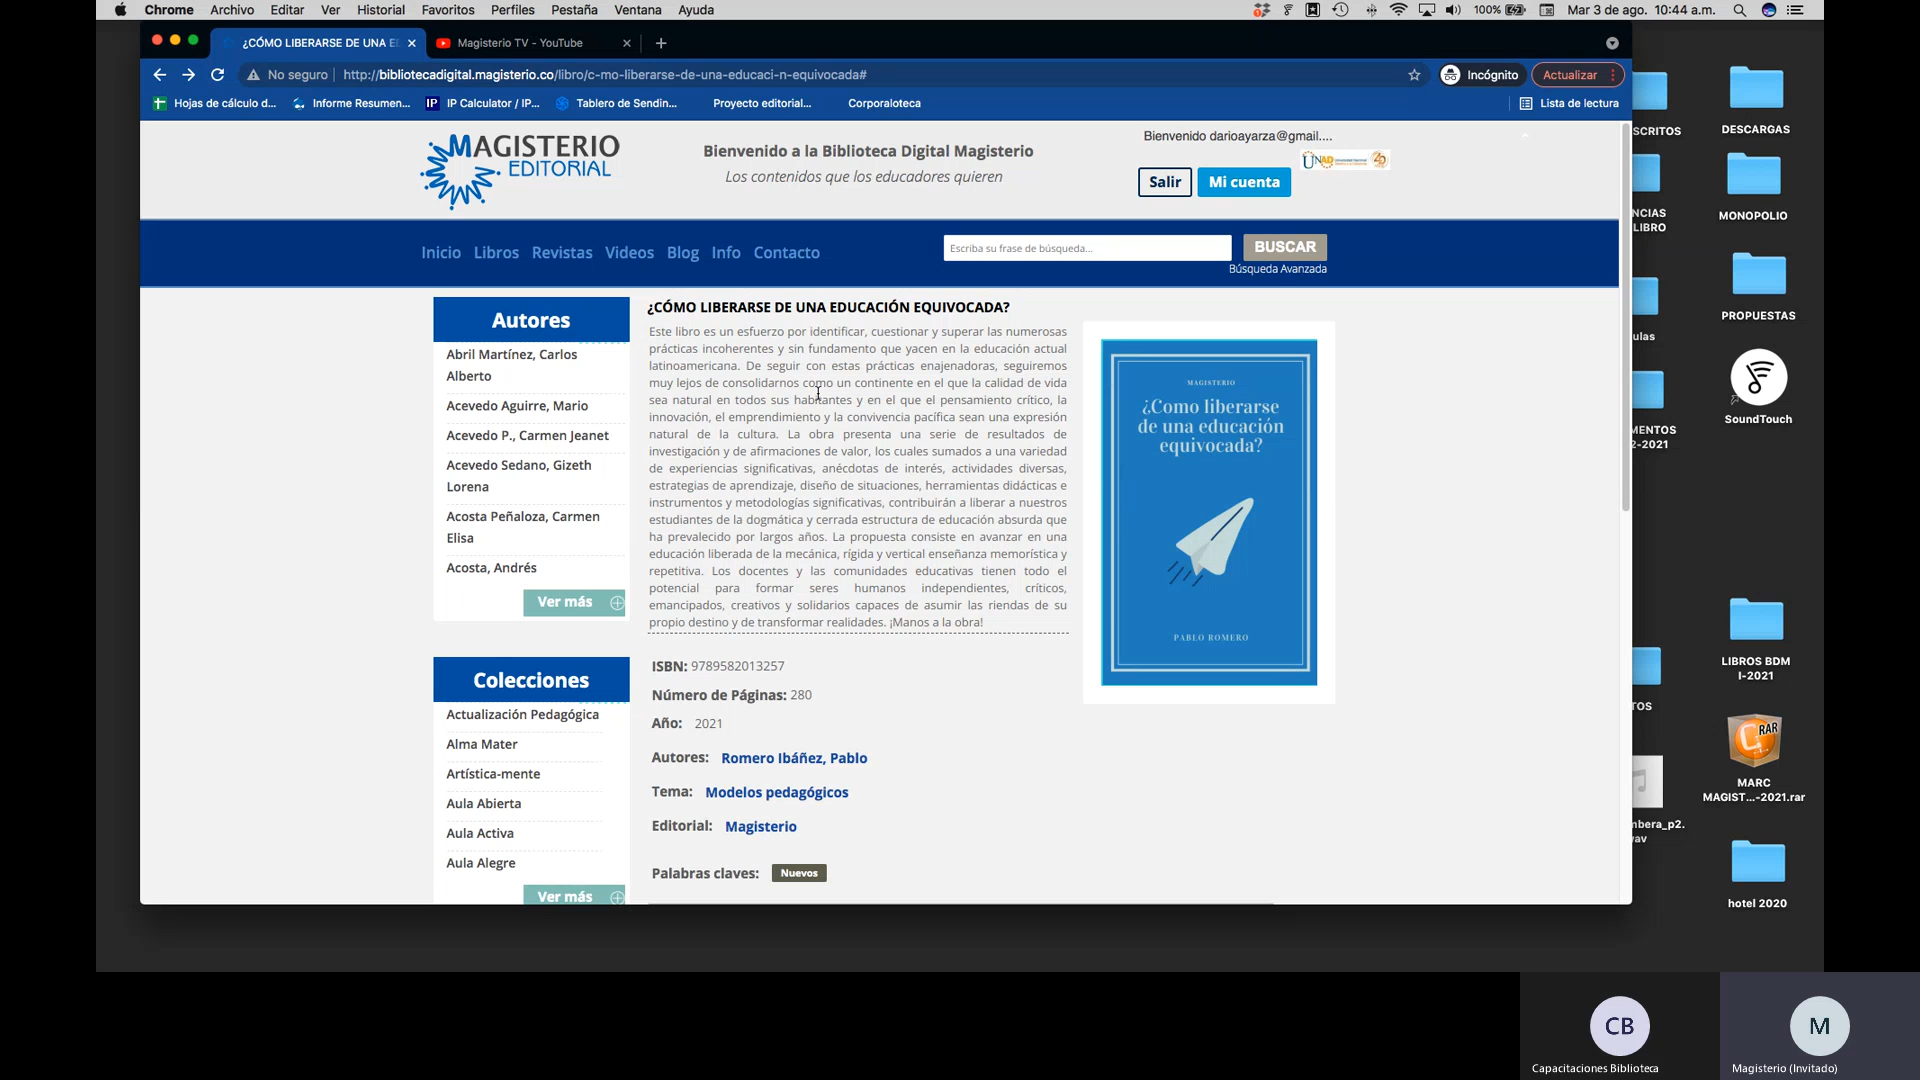 Chrome Archivo Editar Ver Historial Favoritos Perfiles Pestaña Ventana Ayuda
100% Mar 3 de ago. 10:44 a.m.
¿CÓMO LIBERARSE DE UNA E
Magisterio TV - YouTube
No seguro http://bibliotecadigital.magisterio.co/libro/c-mo-liberarse-de-una-educaci-n-equivocada#
Incógnito
Actualizar
Hojas de cálculo d... Informe Resumen... IP IP Calculator / IP... Tablero de Sendin... Proyecto editorial... Corporaloteca
Lista de lectura
MAGISTERIO
EDITORIAL
Bienvenido a la Biblioteca Digital Magisterio
Los contenidos que los educadores quieren
Bienvenido darioayarza@gmail....
UNAD
Salir
Mi cuenta
Inicio Libros Revistas Videos Blog Info Contacto
Escriba su frase de búsqueda...
BUSCAR
Búsqueda Avanzada
Autores
Abril Martínez, Carlos
Alberto
Acevedo Aguirre, Mario
Acevedo P., Carmen Jeanet
Acevedo Sedano, Gizeth
Lorena
Acosta Peñaloza, Carmen
Elisa
Acosta, Andrés
Ver más
Colecciones
Actualización Pedagógica
Alma Mater
Artística-mente
Aula Abierta
Aula Activa
Aula Alegre
Ver más
¿CÓMO LIBERARSE DE UNA EDUCACIÓN EQUIVOCADA?
Este libro es un esfuerzo por identificar, cuestionar y superar las numerosas
prácticas incoherentes y sin fundamento que yacen en la educación actual
latinoamericana. De seguir con estas prácticas enajenadoras, seguiremos
muy lejos de consolidarnos como un continente en el que la calidad de vida
sea natural en todos sus habitantes y en el que el pensamiento crítico, la
innovación, el emprendimiento y la convivencia pacífica sean una expresión
natural de la cultura. La obra presenta una serie de resultados de
investigación y de afirmaciones de valor, los cuales sumados a una variedad
de experiencias significativas, anécdotas de interés, actividades diversas,
estrategias de aprendizaje, diseño de situaciones, herramientas didácticas e
instrumentos y metodologías significativas, contribuirán a liberar a nuestros
estudiantes de la dogmática y cerrada estructura de educación absurda que
ha prevalecido por largos años. La propuesta consiste en avanzar en una
educación liberada de la mecánica, rígida y vertical enseñanza memorística y
repetitiva. Los docentes y las comunidades educativas tienen todo el
potencial para formar seres humanos independientes, críticos,
emancipados, creativos y solidarios capaces de asumir las riendas de su
propio destino y de transformar realidades. ¡Manos a la obra!
ISBN: 9789582013257
Número de Páginas: 280
Año: 2021
Autores: Romero Ibáñez, Pablo
Tema: Modelos pedagógicos
Editorial: Magisterio
Palabras claves: Nuevos
MAGISTERIO
¿Como liberarse
de una educación
equivocada?
PABLO ROMERO
SCRITOS
NCIAS
LIBRO
ulas
MENTOS
2-2021
TOS
mbera_p2.
wav
DESCARGAS
MONOPOLIO
PROPUESTAS
SoundTouch
LIBROS BDM
I-2021
RAR
MARC
MAGIST...-2021.rar
hotel 2020
CB
Capacitaciones Biblioteca
M
Magisterio (Invitado)